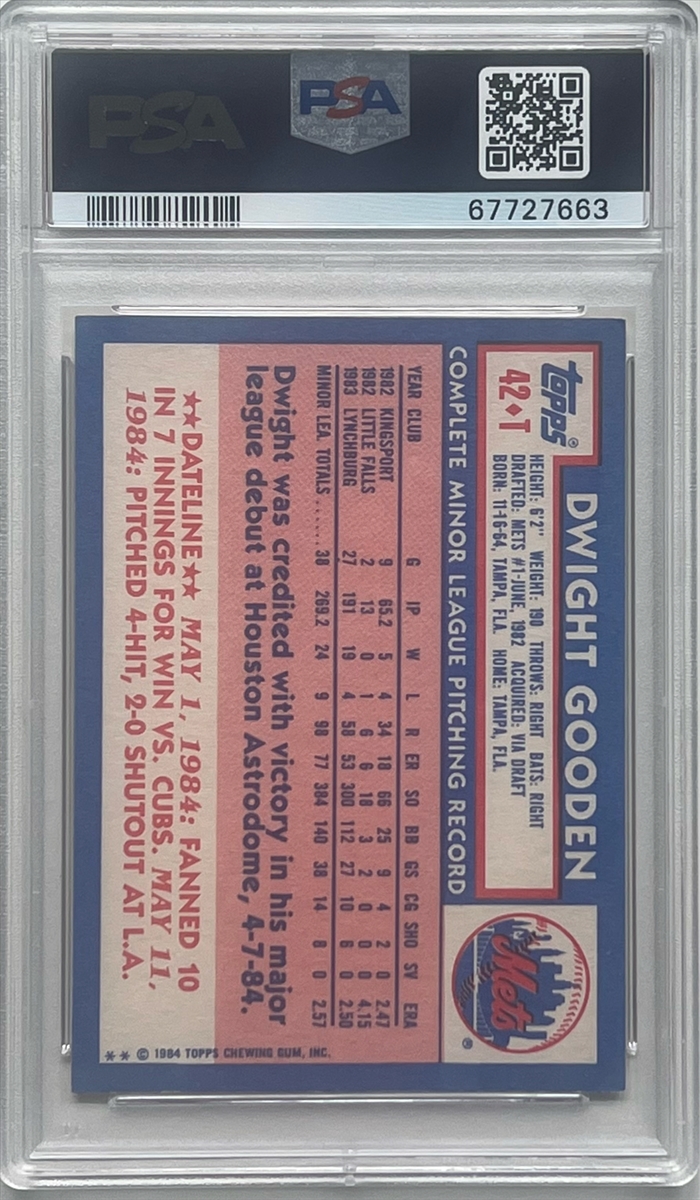 PSA
PSA
67727663
TOPPS®
42♦T
DWIGHT GOODEN
HEIGHT: 6'2" WEIGHT: 190 THROWS: RIGHT BATS: RIGHT
DRAFTED: METS #1-JUNE, 1982 ACQUIRED: VIA DRAFT
BORN: 11-16-64, TAMPA, FLA. HOME: TAMPA, FLA.
Mets
®
COMPLETE MINOR LEAGUE PITCHING RECORD
YEAR CLUB G IP W L R ER SO BB GS CG SHO SV ERA
1982 KINGSPORT 9 65.2 5 4 34 18 66 25 9 4 2 0 2.47
1982 LITTLE FALLS 2 13 0 1 6 6 18 3 2 0 0 0 4.15
1983 LYNCHBURG 27 191 19 4 58 53 300 112 27 10 6 0 2.50
MINOR LEA. TOTALS ..... 38 269.2 24 9 98 77 384 140 38 14 8 0 2.57
Dwight was credited with victory in his major
league debut at Houston Astrodome, 4-7-84.
★★DATELINE★★ MAY 1, 1984: FANNED 10
IN 7 INNINGS FOR WIN VS. CUBS. MAY 11,
1984: PITCHED 4-HIT, 2-0 SHUTOUT AT L.A.
** © 1984 TOPPS CHEWING GUM, INC.